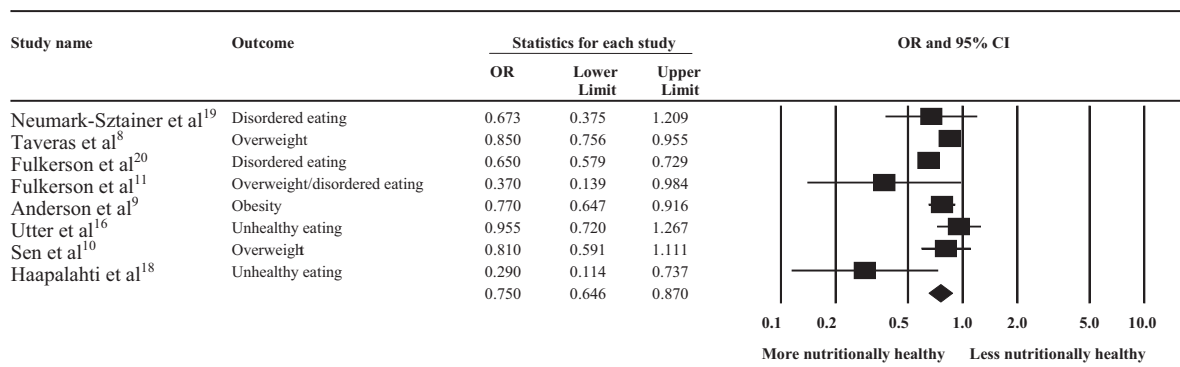 Study name Outcome Statistics for each study OR and 95% CI
OR Lower Limit Upper Limit
Neumark-Sztainer et al19 Disordered eating 0.673 0.375 1.209
Taveras et al8 Overweight 0.850 0.756 0.955
Fulkerson et al20 Disordered eating 0.650 0.579 0.729
Fulkerson et al11 Overweight/disordered eating 0.370 0.139 0.984
Anderson et al9 Obesity 0.770 0.647 0.916
Utter et al16 Unhealthy eating 0.955 0.720 1.267
Sen et al10 Overweight 0.810 0.591 1.111
Haapalahti et al18 Unhealthy eating 0.290 0.114 0.737
0.750 0.646 0.870
0.1 0.2 0.5 1.0 2.0 5.0 10.0
More nutritionally healthy Less nutritionally healthy